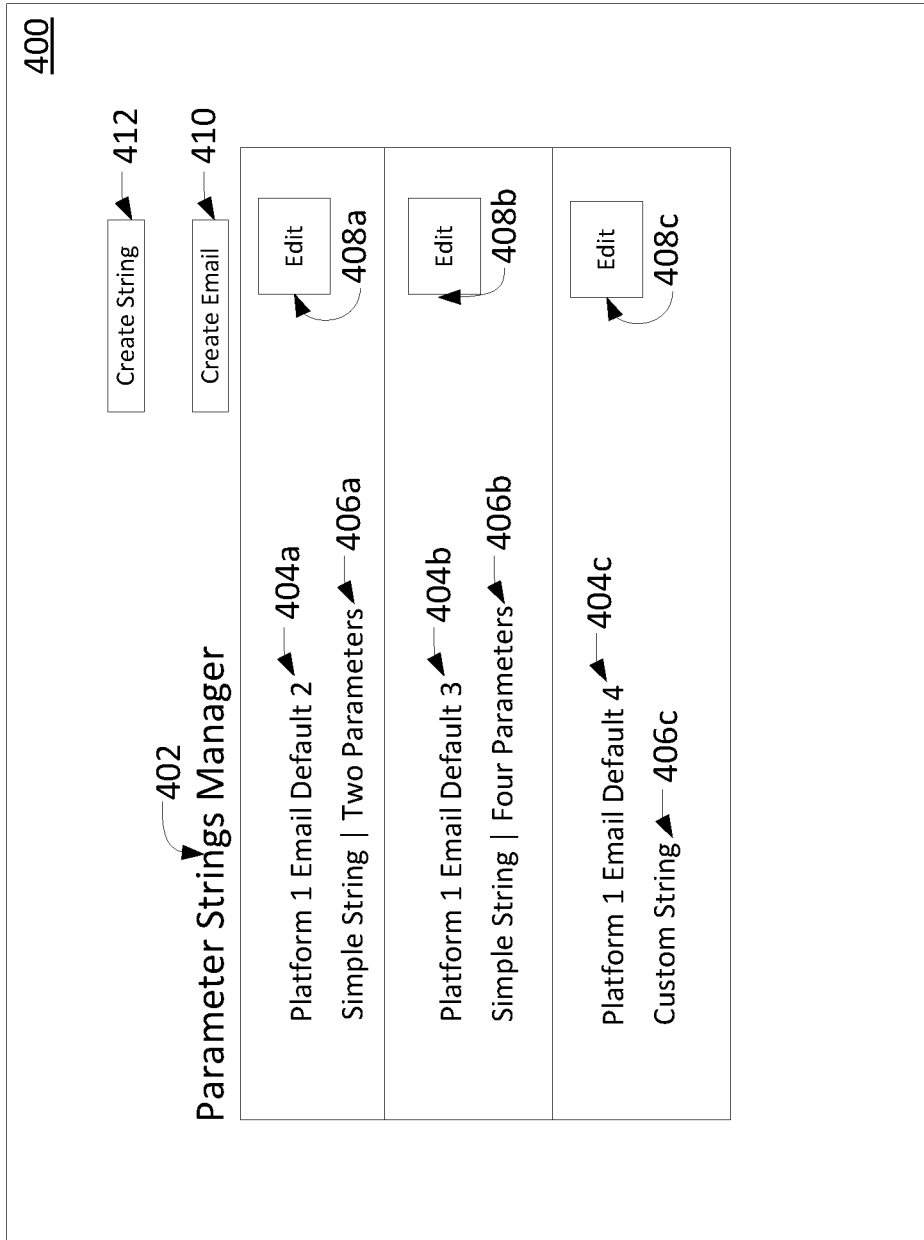 400
Create String
412
402
Parameter Strings Manager
Create Email
410
Platform 1 Email Default 2
404a
Simple String | Two Parameters
406a
Edit
408a
Platform 1 Email Default 3
404b
Simple String | Four Parameters
406b
Edit
408b
Platform 1 Email Default 4
404c
Custom String
406c
Edit
408c